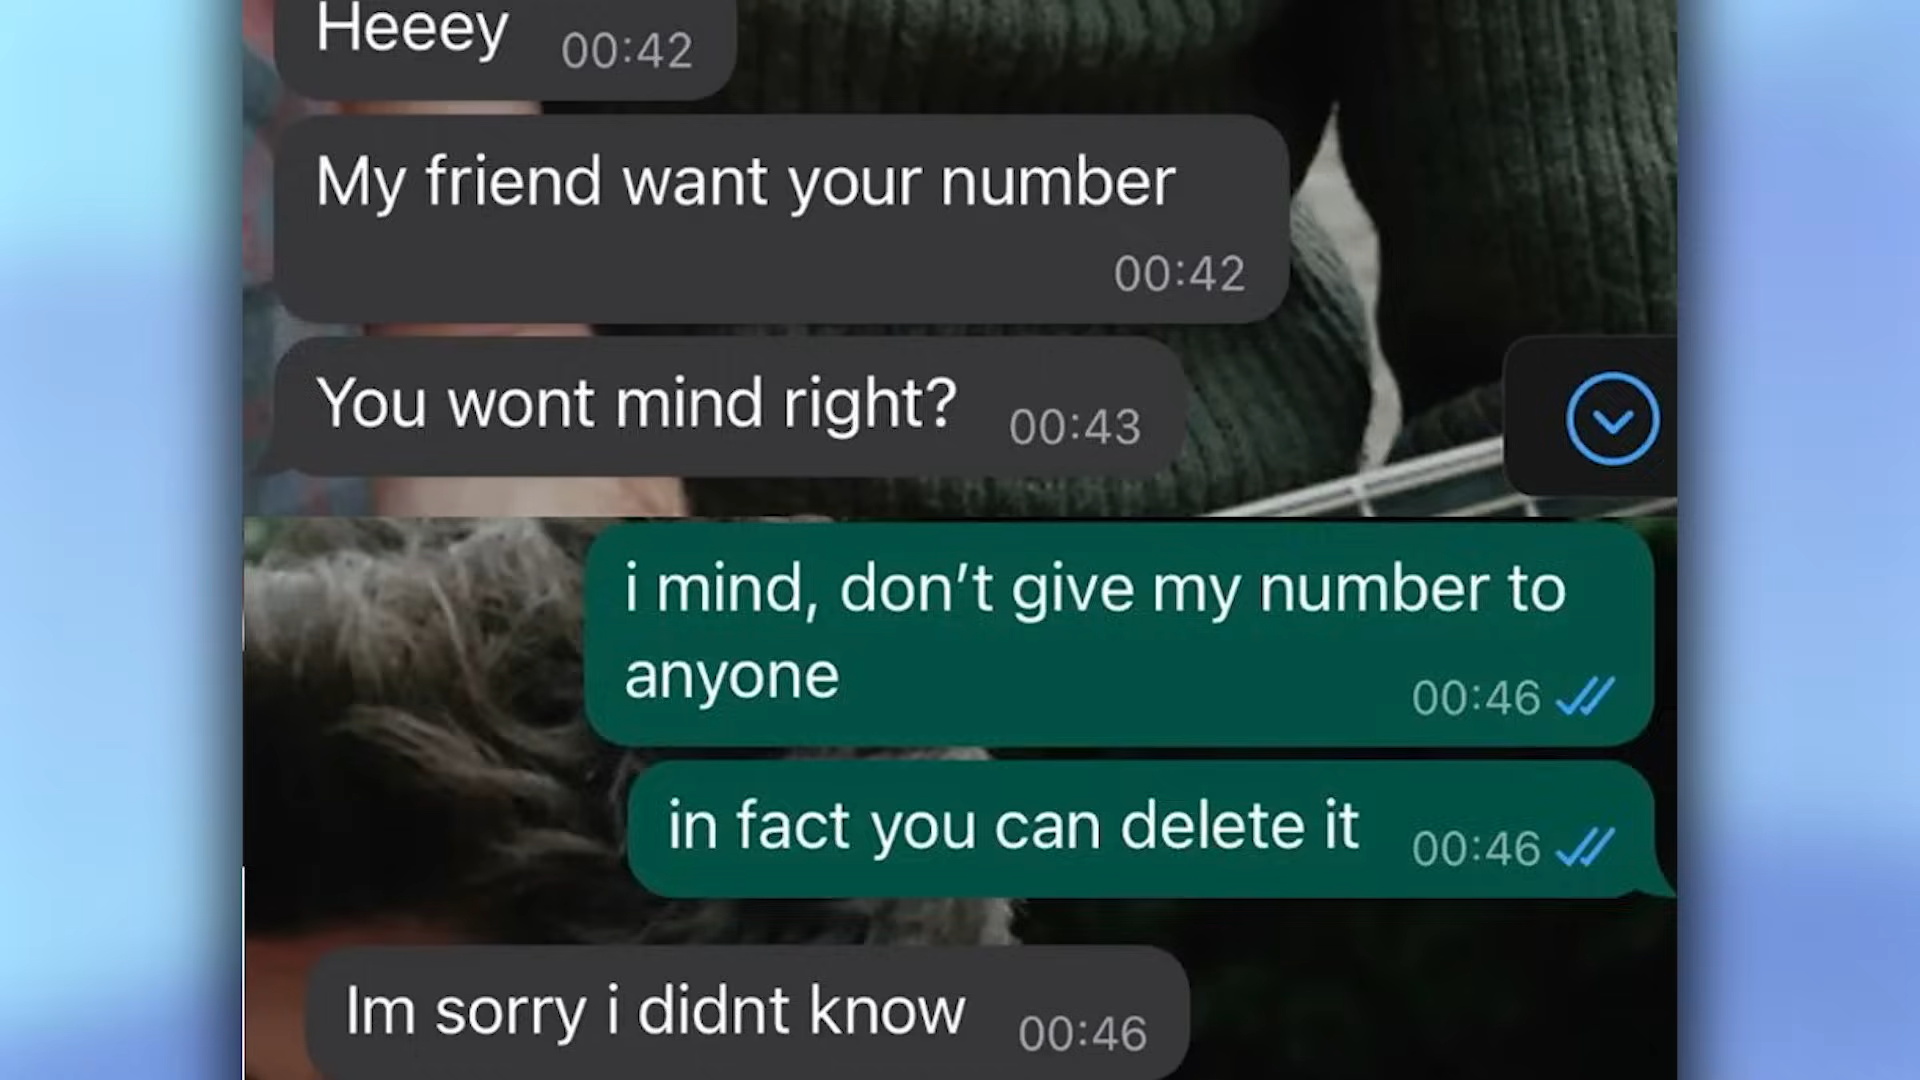 Heeey 00:42
My friend want your number
00:42
You wont mind right? 00:43
i mind, don’t give my number to
anyone 00:46
in fact you can delete it 00:46
Im sorry i didnt know 00:46